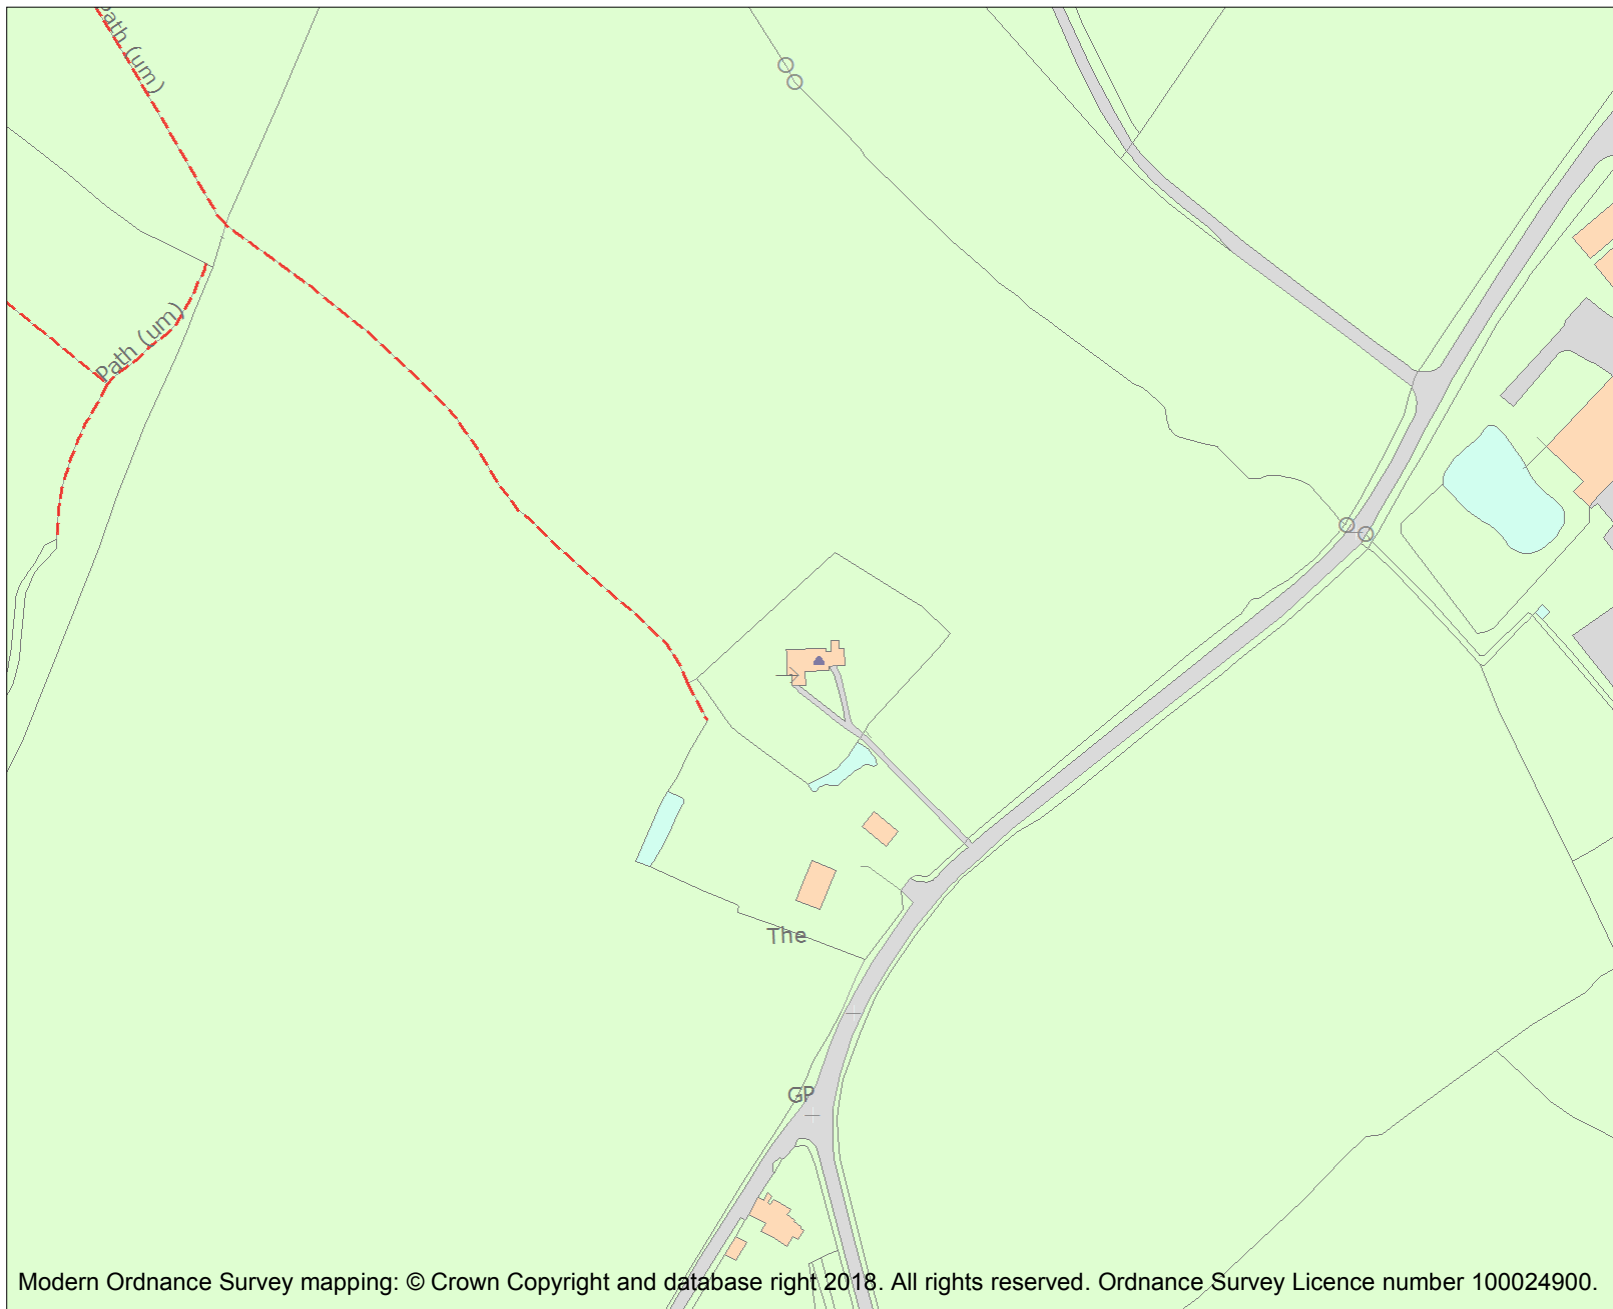 Path (um)
Path (um)
The
GP
Modern Ordnance Survey mapping: © Crown Copyright and database right 2018. All rights reserved. Ordnance Survey Licence number 100024900.